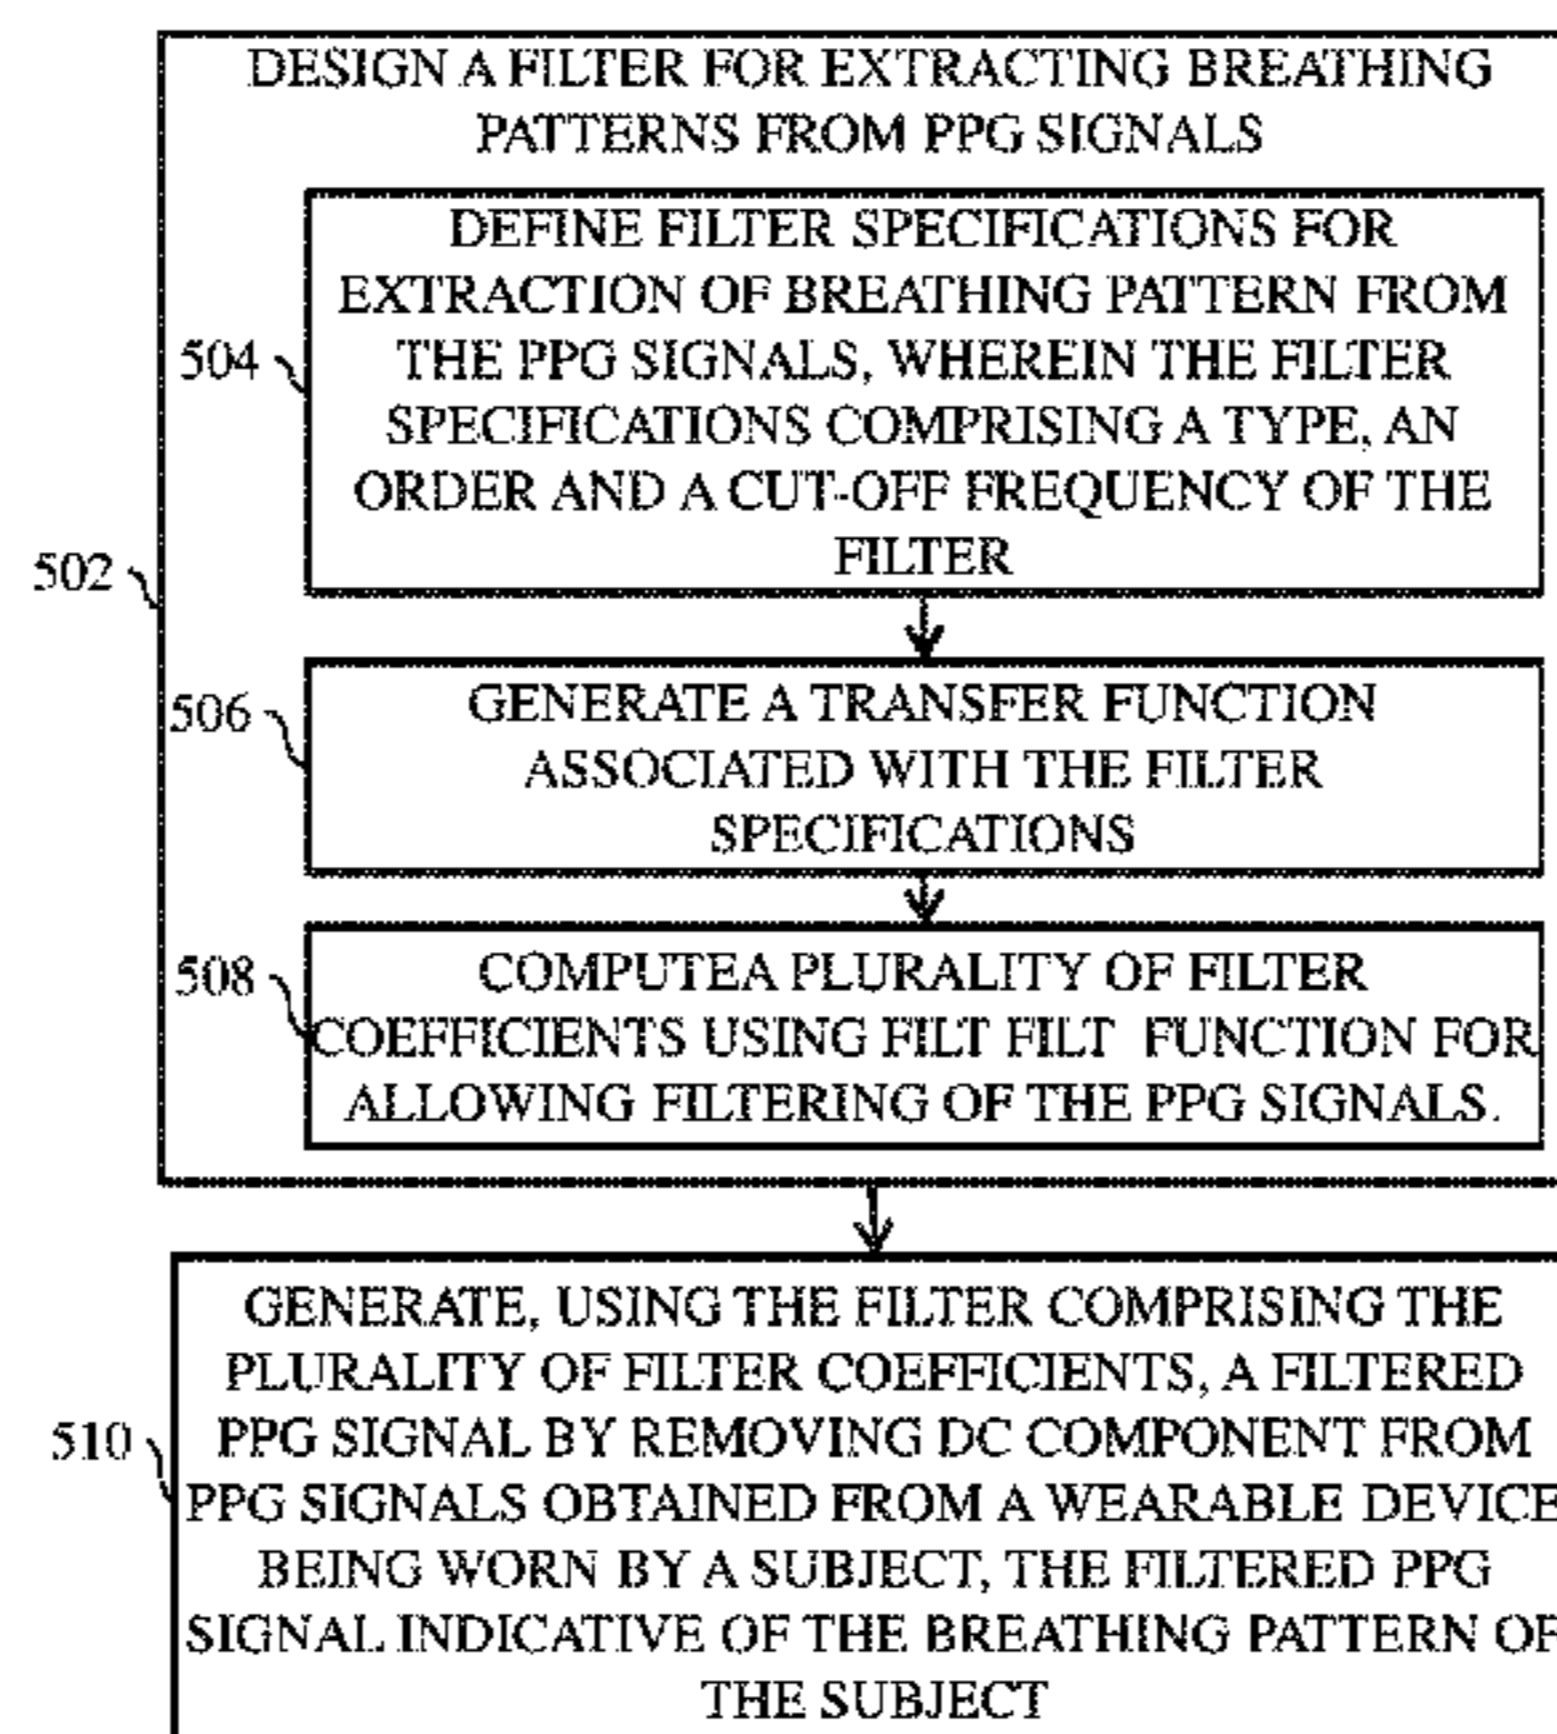 DESIGN A FILTER FOR EXTRACTING BREATHING
PATTERNS FROM PPG SIGNALS
DEFINE FILTER SPECIFICATIONS FOR
EXTRACTION OF BREATHING PATTERN FROM
504
THE PPG SIGNALS, WHEREIN THE FILTER
SPECIFICATIONS COMPRISING A TYPE, AN
ORDER AND A CUT-OFF FREQUENCY OF THE
FILTER
502
506
GENERATE A TRANSFER FUNCTION
ASSOCIATED WITH THE FILTER
SPECIFICATIONS
508
COMPUTEA PLURALITY OF FILTER
COEFFICIENTS USING FILT FILT FUNCTION FOR
ALLOWING FILTERING OF THE PPG SIGNALS.
GENERATE, USING THE FILTER COMPRISING THE
PLURALITY OF FILTER COEFFICIENTS, A FILTERED
510
PPG SIGNAL BY REMOVING DC COMPONENT FROM
PPG SIGNALS OBTAINED FROM A WEARABLE DEVICE
BEING WORN BY A SUBJECT, THE FILTERED PPG
SIGNAL INDICATIVE OF THE BREATHING PATTERN OF
THE SUBJECT